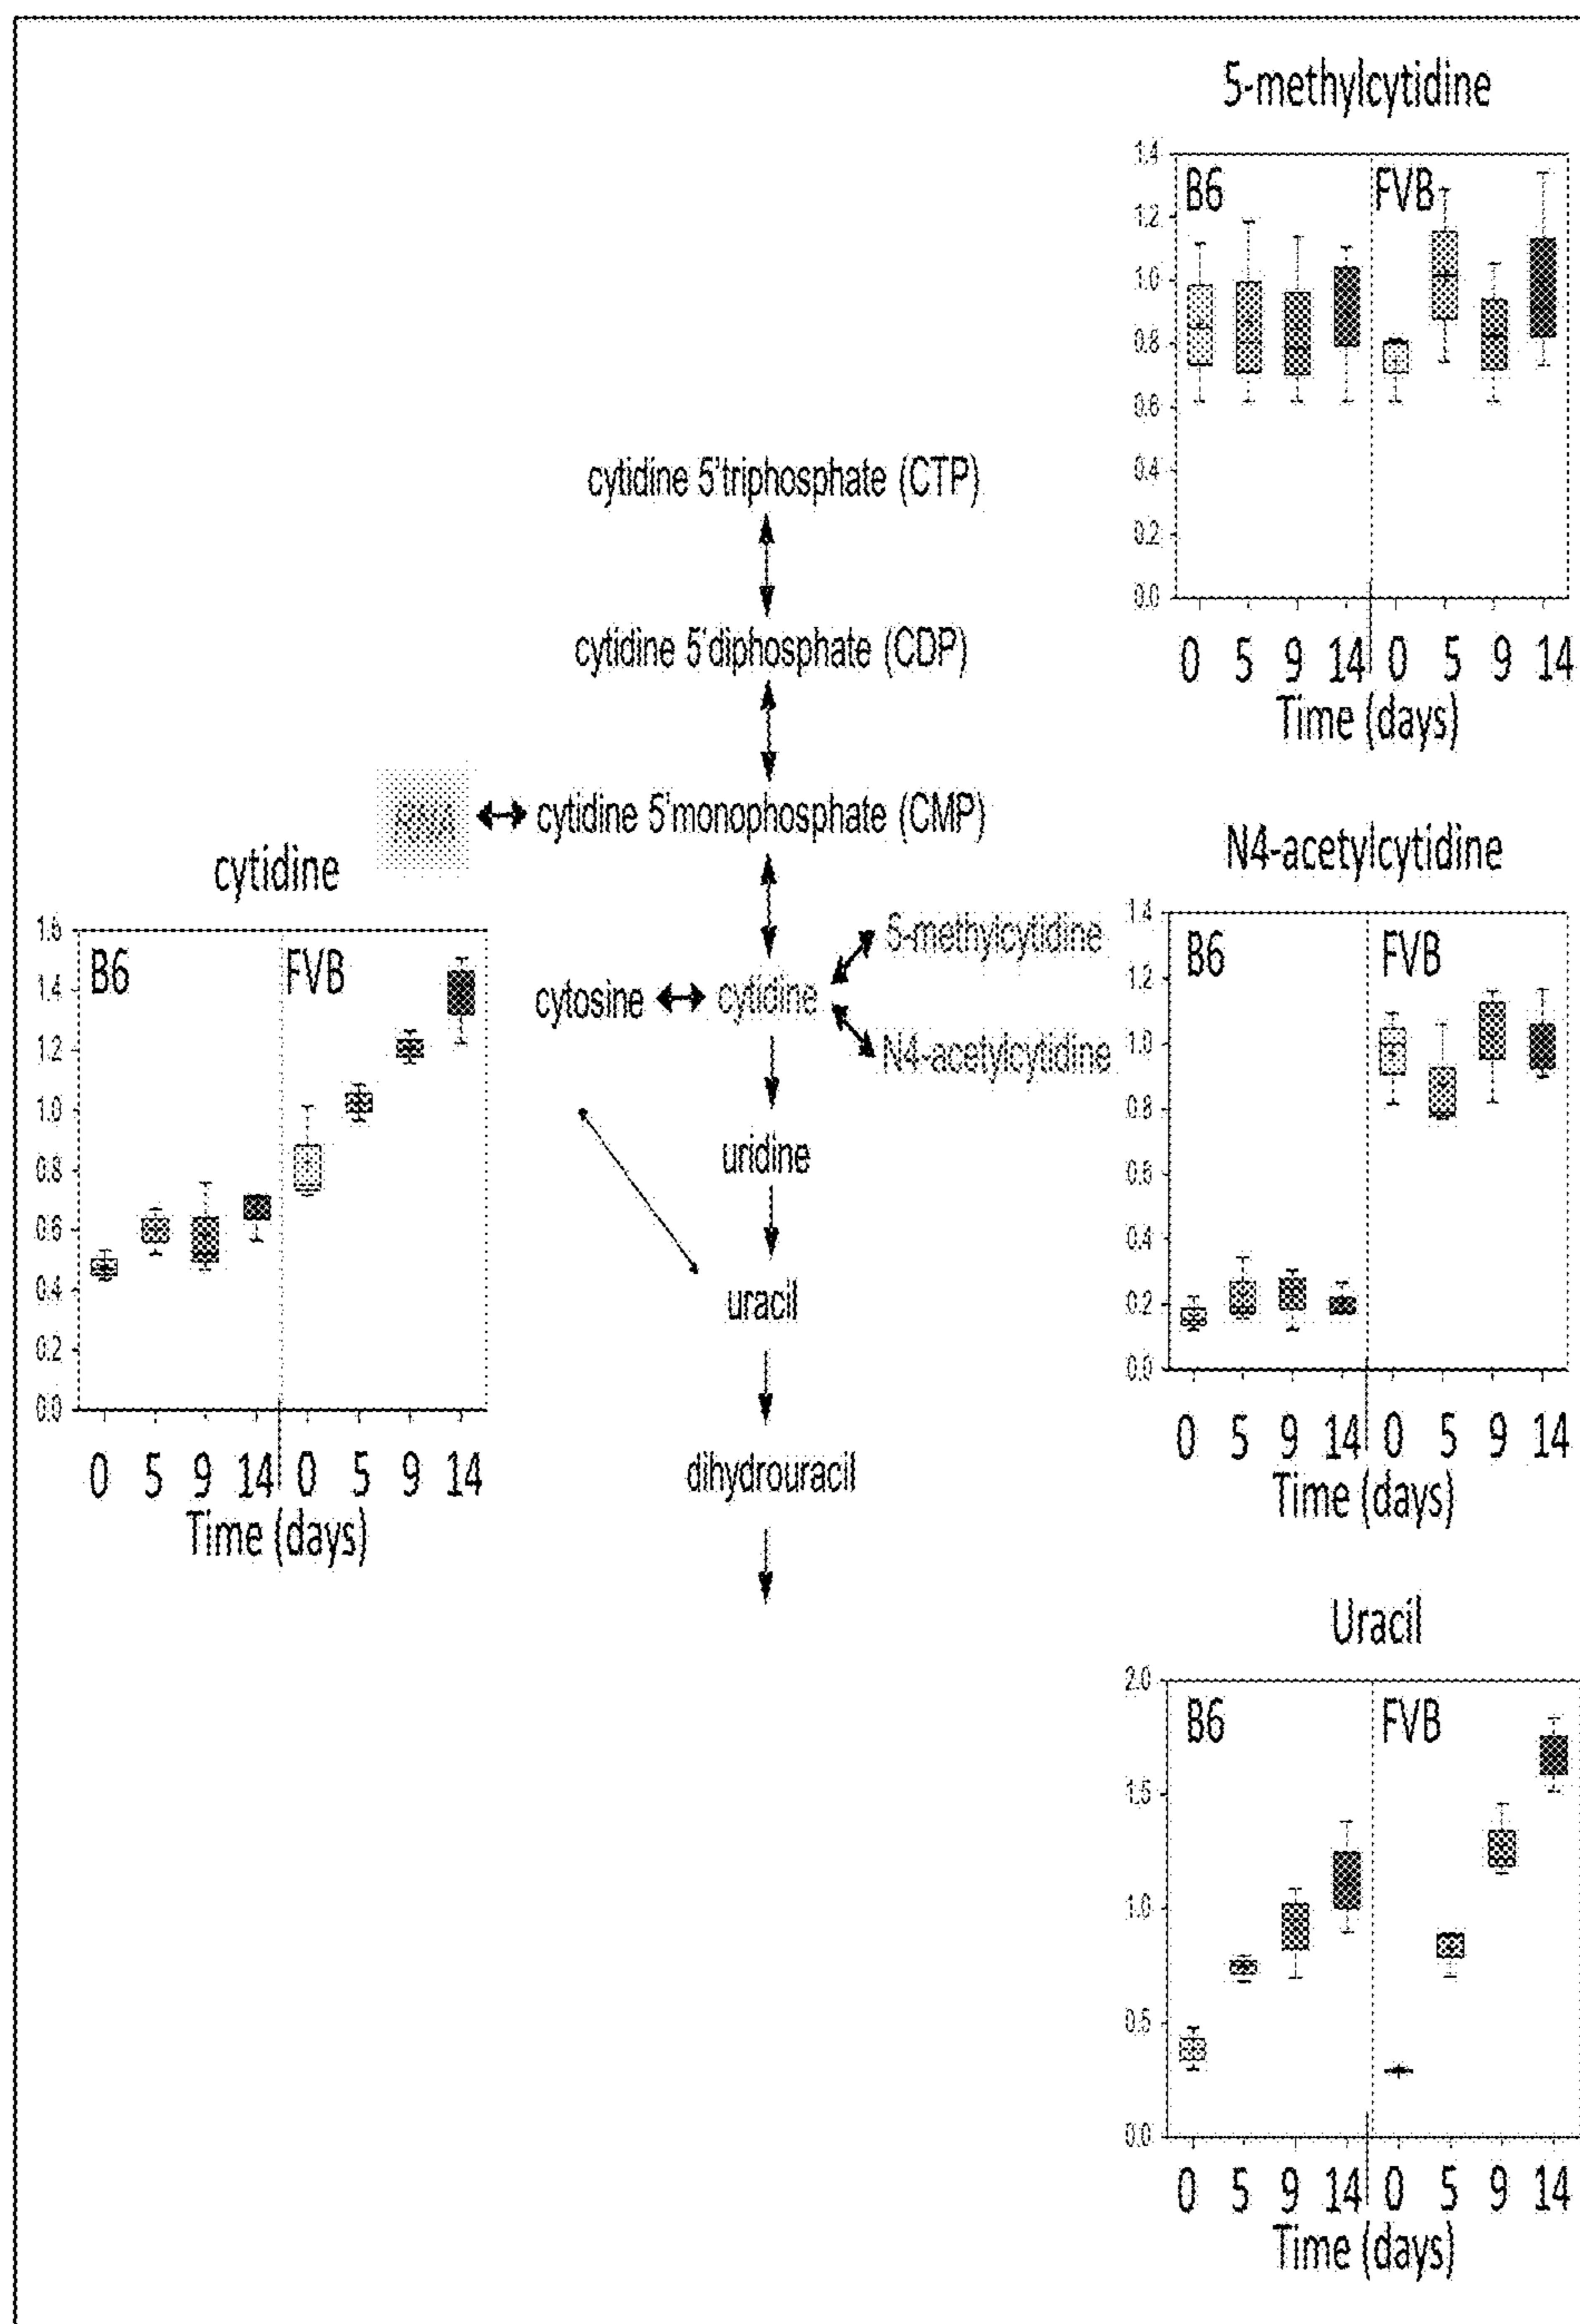 5-methylcytidine
1.4
1.2
1.0
0.8
0.6
0.4
0.2
0.0
B6 FVB
0 5 9 14 0 5 9 14
Time (days)
cytidine 5'triphosphate (CTP)
cytidine 5'diphosphate (CDP)
cytidine 5'monophosphate (CMP)
cytidine
1.6
1.4
1.2
1.0
0.8
0.6
0.4
0.2
0.0
B6 FVB
0 5 9 14 0 5 9 14
Time (days)
5-methylcytidine
cytosine cytidine
N4-acetylcytidine
uridine
uracil
dihydrouracil
N4-acetylcytidine
1.4
1.2
1.0
0.8
0.6
0.4
0.2
0.0
B6 FVB
0 5 9 14 0 5 9 14
Time (days)
Uracil
2.0
1.5
1.0
0.5
0.0
B6 FVB
0 5 9 14 0 5 9 14
Time (days)